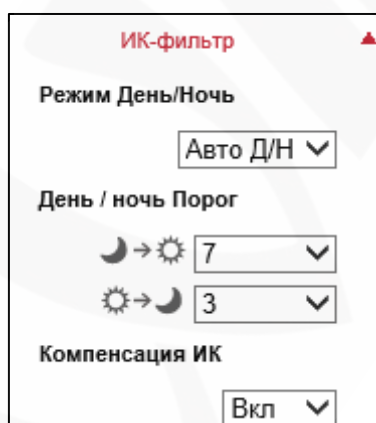 ИК-фильтр
Режим День/Ночь
Авто Д/Н
День / ночь Порог
7
3
Компенсация ИК
Вкл